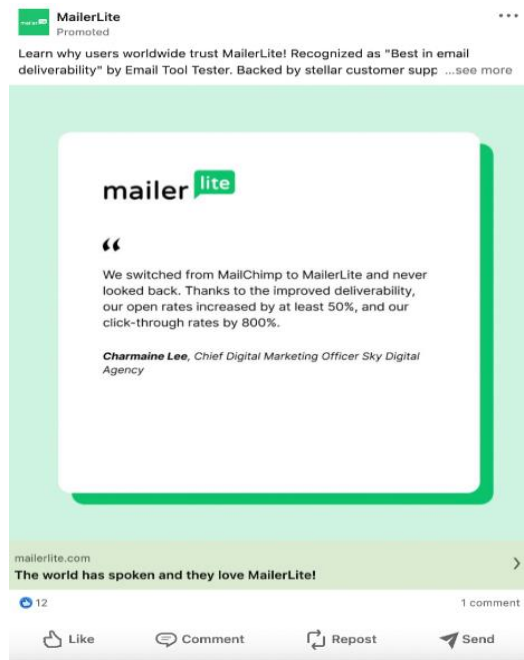 mailer lite
MailerLite
Promoted
Learn why users worldwide trust MailerLite! Recognized as "Best in email
deliverability" by Email Tool Tester. Backed by stellar customer supp ...see more
mailer lite
“
We switched from MailChimp to MailerLite and never
looked back. Thanks to the improved deliverability,
our open rates increased by at least 50%, and our
click-through rates by 800%.
Charmaine Lee, Chief Digital Marketing Officer Sky Digital
Agency
mailerlite.com
The world has spoken and they love MailerLite!
12 1 comment
Like Comment Repost Send